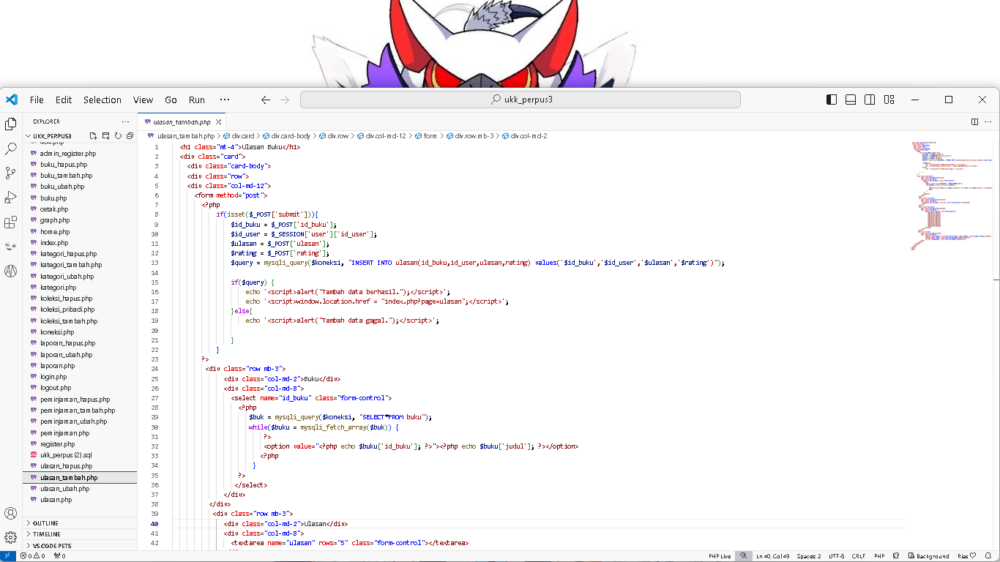 File Edit Selection View Go Run ··· ukk_perpus3
EXPLORER ···
UKK_PERPUS3
404.php
admin_register.php
buku_hapus.php
buku_tambah.php
buku_ubah.php
buku.php
cetak.php
graph.php
home.php
index.php
kategori_hapus.php
kategori_tambah.php
kategori_ubah.php
kategori.php
koleksi_hapus.php
koleksi_pribadi.php
koleksi_tambah.php
koneksi.php
laporan_hapus.php
laporan_ubah.php
laporan.php
login.php
logout.php
peminjaman_hapus.php
peminjaman_tambah.php
peminjaman_ubah.php
peminjaman.php
register.php
ukk_perpus (2).sql
ulasan_hapus.php
ulasan_tambah.php
ulasan_ubah.php
ulasan.php
OUTLINE
TIMELINE
VS CODE PETS
ulasan_tambah.php
ulasan_tambah.php > div.card > div.card-body > div.row > div.col-md-12 > form > div.row.mb-3 > div.col-md-2
1 <h1 class="mt-4">Ulasan Buku</h1>
2 <div class="card">
3 <div class="card-body">
4 <div class="row">
5 <div class="col-md-12">
6 <form method="post">
7 <?php
8 if(isset($_POST['submit'])){
9 $id_buku = $_POST['id_buku'];
10 $id_user = $_SESSION['user']['id_user'];
11 $ulasan = $_POST['ulasan'];
12 $rating = $_POST['rating'];
13 $query = mysqli_query($koneksi, "INSERT INTO ulasan(id_buku,id_user,ulasan,rating) values('$id_buku','$id_user','$ulasan','$rating')");
14
15 if($query) {
16 echo '<script>alert("Tambah data berhasil.");</script>';
17 echo '<script>window.location.href = "index.php?page=ulasan";</script>';
18 }else{
19 echo '<script>alert("Tambah data gagal.");</script>';
20
21 }
22 }
23 ?>
24 <div class="row mb-3">
25 <div class="col-md-2">Buku</div>
26 <div class="col-md-8">
27 <select name="id_buku" class="form-control">
28 <?php
29 $buk = mysqli_query($koneksi, "SELECT*FROM buku");
30 while($buku = mysqli_fetch_array($buk)) {
31 ?>
32 <option value="<?php echo $buku['id_buku']; ?>"><?php echo $buku['judul']; ?></option>
33 <?php
34 }
35 ?>
36 </select>
37 </div>
38 </div>
39 <div class="row mb-3">
40 <div class="col-md-2">Ulasan</div>
41 <div class="col-md-8">
42 <textarea name="ulasan" rows="5" class="form-control"></textarea>
0 0 0 PHP Live Ln 40, Col 49 Spaces: 2 UTF-8 CRLF PHP Background Rias